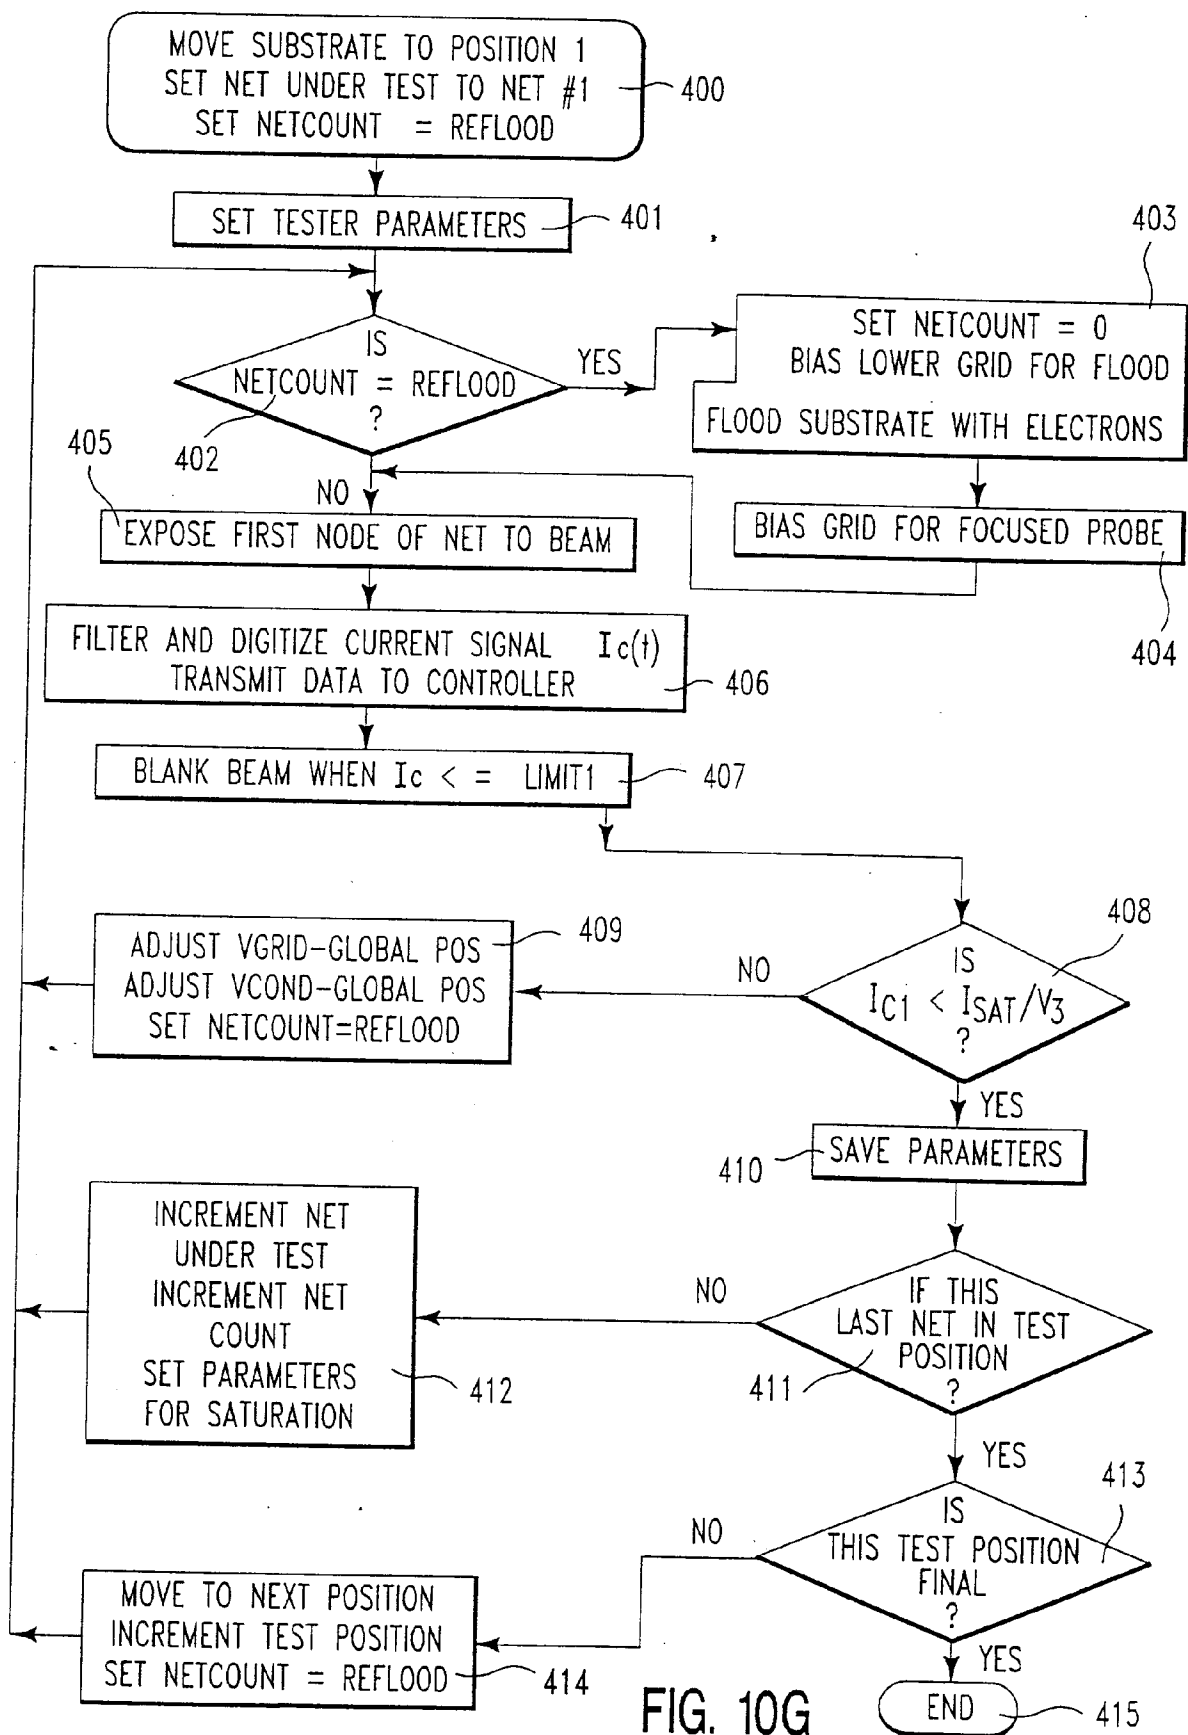 MOVE SUBSTRATE TO POSITION 1
SET NET UNDER TEST TO NET #1
SET NETCOUNT = REFLOOD
400
SET TESTER PARAMETERS
401
403
IS
NETCOUNT = REFLOOD
?
402
YES
SET NETCOUNT = 0
BIAS LOWER GRID FOR FLOOD
FLOOD SUBSTRATE WITH ELECTRONS
405
NO
EXPOSE FIRST NODE OF NET TO BEAM
BIAS GRID FOR FOCUSED PROBE
404
FILTER AND DIGITIZE CURRENT SIGNAL Ic(t)
TRANSMIT DATA TO CONTROLLER
406
BLANK BEAM WHEN Ic < = LIMIT1
407
408
IS
IC1 < ISAT/V3
?
NO
409
ADJUST VGRID-GLOBAL POS
ADJUST VCOND-GLOBAL POS
SET NETCOUNT=REFLOOD
YES
SAVE PARAMETERS
410
IF THIS
LAST NET IN TEST
POSITION
?
411
NO
INCREMENT NET
UNDER TEST
INCREMENT NET
COUNT
SET PARAMETERS
FOR SATURATION
412
YES
413
IS
THIS TEST POSITION
FINAL
?
NO
MOVE TO NEXT POSITION
INCREMENT TEST POSITION
SET NETCOUNT = REFLOOD
414
YES
END
415
FIG. 10G